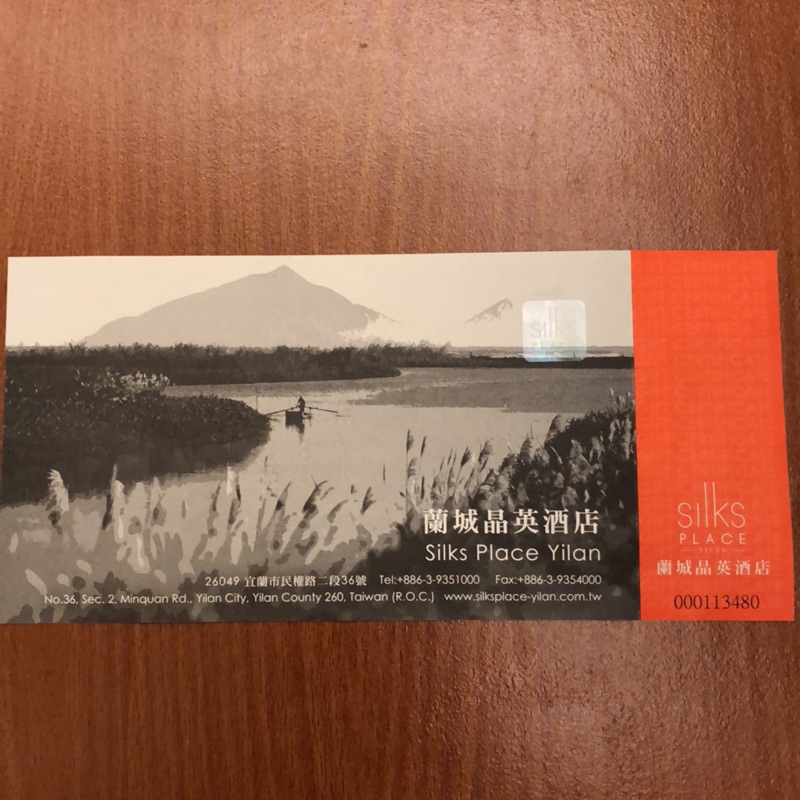 silks
蘭城晶英酒店
Silks Place Yilan
26049 宜蘭市民權路二段36號 Tel:+886-3-9351000 Fax:+886-3-9354000
No.36, Sec. 2, Minquan Rd., Yilan City, Yilan County 260, Taiwan (R.O.C.) www.silksplace-yilan.com.tw
silks
PLACE
YILAN
蘭城晶英酒店
000113480